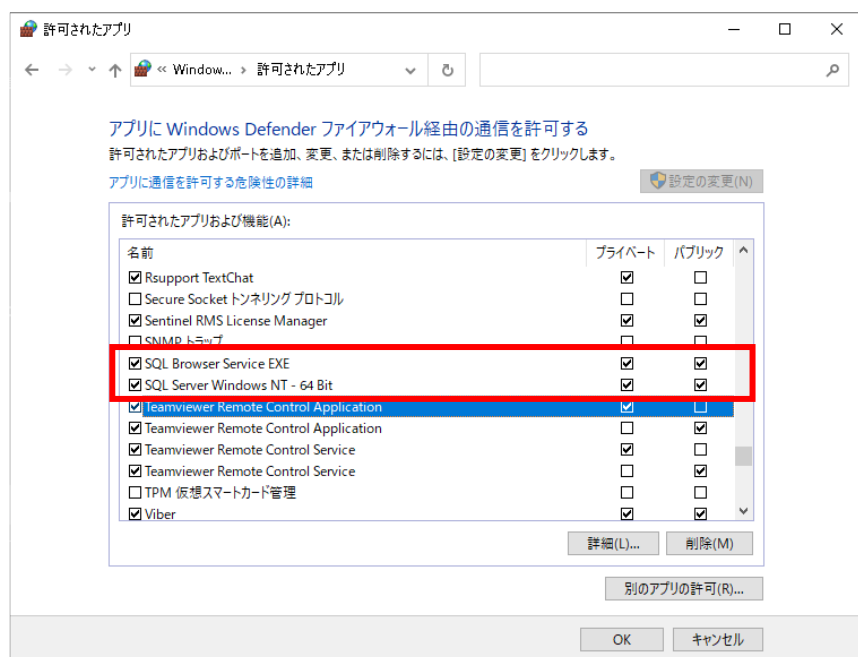 許可されたアプリ
« Window... › 許可されたアプリ
アプリに Windows Defender ファイアウォール経由の通信を許可する
許可されたアプリおよびポートを追加、変更、または削除するには、[設定の変更] をクリックします。
アプリに通信を許可する危険性の詳細
設定の変更(N)
許可されたアプリおよび機能(A):
名前 プライベート パブリック
Rsupport TextChat
Secure Socket トンネリング プロトコル
Sentinel RMS License Manager
SNMP トラップ
SQL Browser Service EXE
SQL Server Windows NT - 64 Bit
Teamviewer Remote Control Application
Teamviewer Remote Control Application
Teamviewer Remote Control Service
Teamviewer Remote Control Service
TPM 仮想スマートカード管理
Viber
詳細(L)... 削除(M)
別のアプリの許可(R)...
OK キャンセル